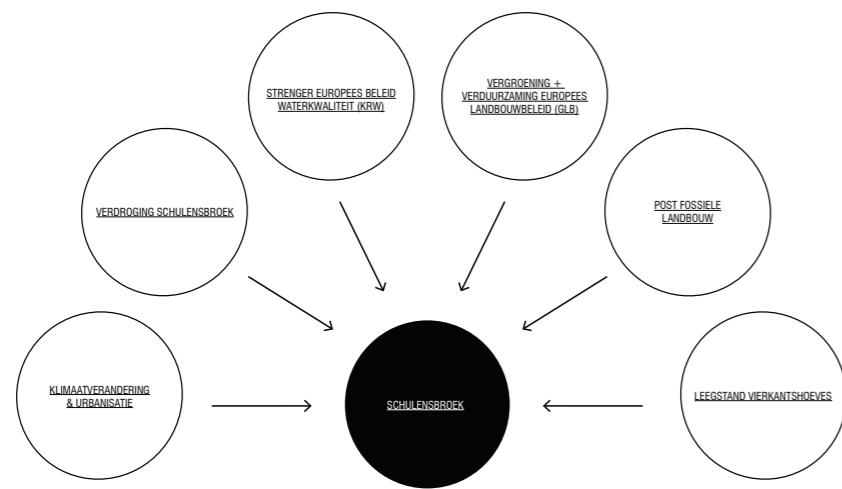 STRENGER EUROPEES BELEID
WATERKWALITEIT (KRW)
VERGROENING +
VERDUURZAMING EUROPEES
LANDBOUWBELEID (GLB)
VERDROGING SCHULENSBROEK
POST FOSSIELE
LANDBOUW
KLIMAATVERANDERING
& URBANISATIE
SCHULENSBROEK
LEEGSTAND VIERKANTSHOEVES